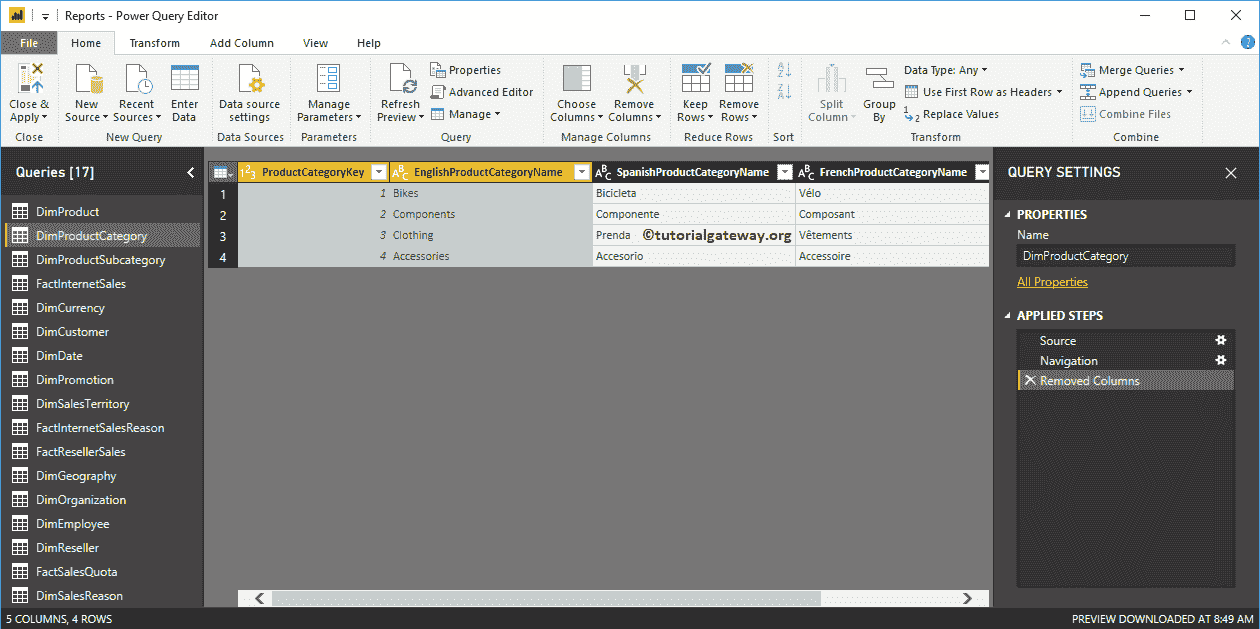 Reports - Power Query Editor
File Home Transform Add Column View Help
Close & Apply
New Source
Recent Sources
Enter Data
Data source settings
Manage Parameters
Refresh Preview
Properties
Advanced Editor
Manage
Choose Columns
Remove Columns
Keep Rows
Remove Rows
Split Column
Group By
Data Type: Any
Use First Row as Headers
1 2 Replace Values
Merge Queries
Append Queries
Combine Files
Close New Query Data Sources Parameters Query Manage Columns Reduce Rows Sort Transform Combine
Queries [17]
DimProduct
DimProductCategory
DimProductSubcategory
FactInternetSales
DimCurrency
DimCustomer
DimDate
DimPromotion
DimSalesTerritory
FactInternetSalesReason
FactResellerSales
DimGeography
DimOrganization
DimEmployee
DimReseller
FactSalesQuota
DimSalesReason
123 ProductCategoryKey ABC EnglishProductCategoryName ABC SpanishProductCategoryName ABC FrenchProductCategoryName
1 1 Bikes Bicicleta Vélo
2 2 Components Componente Composant
3 3 Clothing Prenda ©tutorialgateway.org Vêtements
4 4 Accessories Accesorio Accessoire
QUERY SETTINGS
PROPERTIES
Name
DimProductCategory
All Properties
APPLIED STEPS
Source
Navigation
Removed Columns
5 COLUMNS, 4 ROWS PREVIEW DOWNLOADED AT 8:49 AM